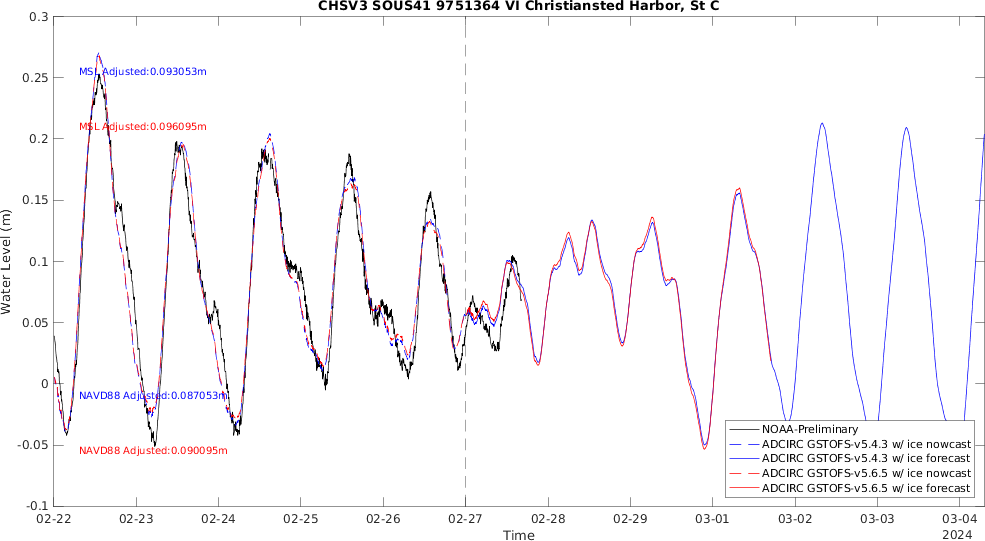 CHSV3 SOUS41 9751364 VI Christiansted Harbor, St C
0.3
0.25
0.2
0.15
0.1
0.05
0
-0.05
-0.1
Water Level (m)
MSL Adjusted:0.093053m
MSL Adjusted:0.096095m
NAVD88 Adjusted:0.087053m
NAVD88 Adjusted:0.090095m
NOAA-Preliminary
ADCIRC GSTOFS-v5.4.3 w/ ice nowcast
ADCIRC GSTOFS-v5.4.3 w/ ice forecast
ADCIRC GSTOFS-v5.6.5 w/ ice nowcast
ADCIRC GSTOFS-v5.6.5 w/ ice forecast
02-22 02-23 02-24 02-25 02-26 02-27 02-28 02-29 03-01 03-02 03-03 03-04
Time
2024